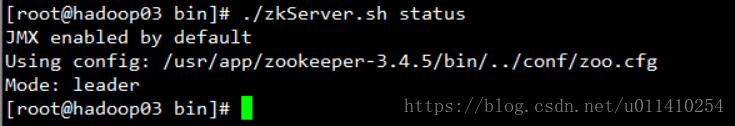 [root@hadoop03 bin]# ./zkServer.sh status
JMX enabled by default
Using config: /usr/app/zookeeper-3.4.5/bin/../conf/zoo.cfg
Mode: leader
[root@hadoop03 bin]#
https://blog.csdn.net/u011410254